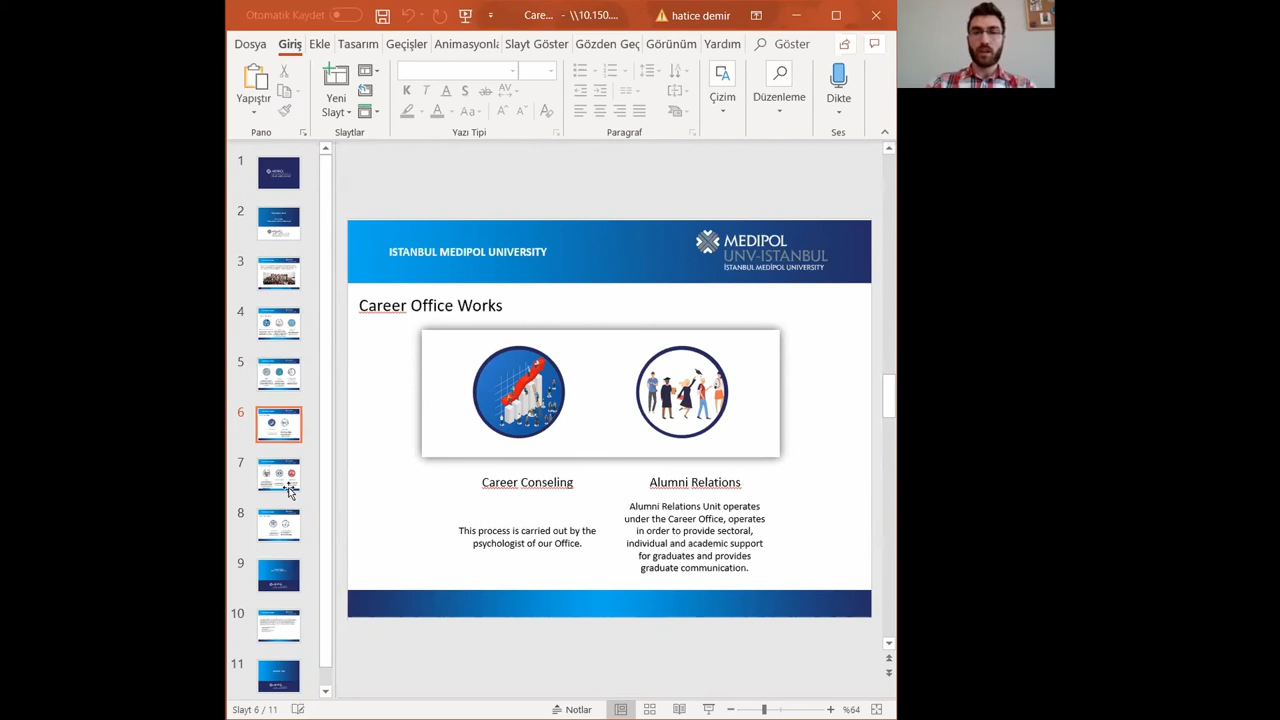 Otomatik Kaydet
Care... - \\10.150....
hatice demir
Dosya Giriş Ekle Tasarım Geçişler Animasyonla Slayt Göster Gözden Geç Görünüm Yardım Göster
Yapıştır
Yeni
Slayt
K T A S AV
Aa A A
Çizim
Düzenleme
Dikte
Pano Slaytlar Yazı Tipi Paragraf Ses
1
2
3
4
5
6
7
8
9
10
11
ISTANBUL MEDIPOL UNIVERSITY
MEDIPOL
UNV-ISTANBUL
İSTANBUL MEDİPOL UNIVERSITY
Career Office Works
Career Conseling
This process is carried out by the
psychologist of our Office.
Alumni Relations
Alumni Relations Unit operates
under the Career Office, operates
in order to provide sectoral,
individual and academic support
for graduates and provides
graduate communication.
Slayt 6 / 11
Notlar
%64